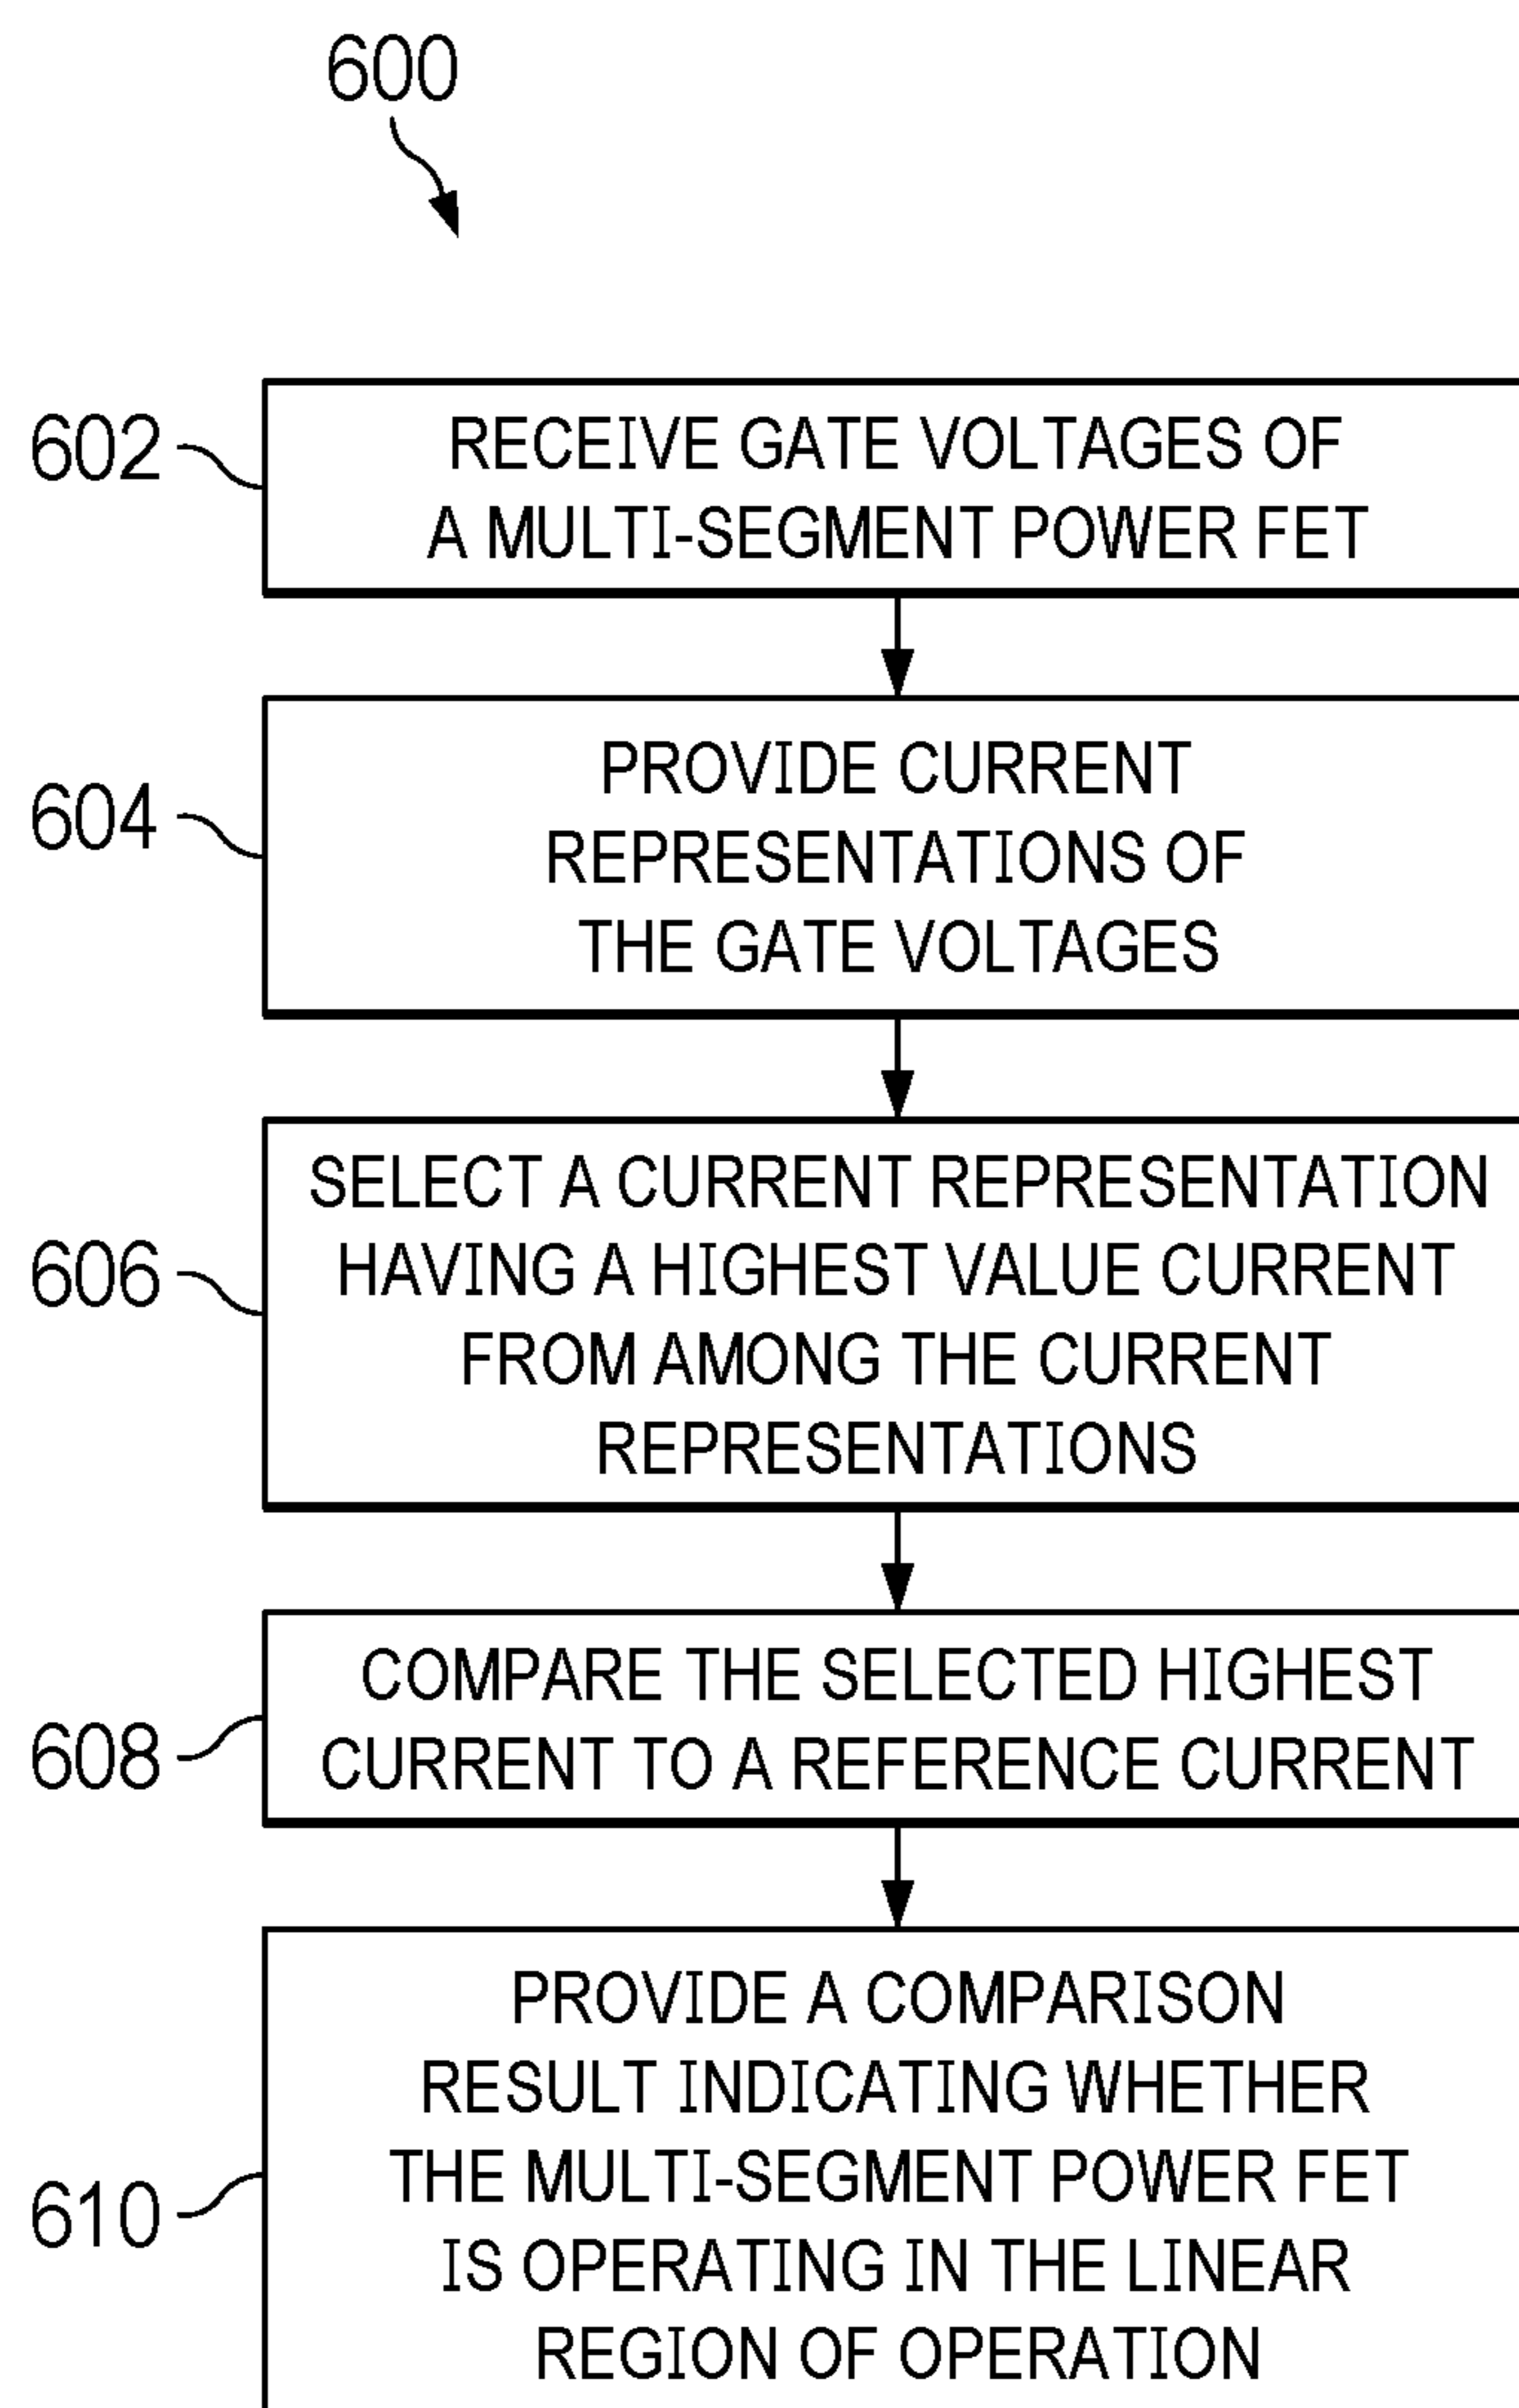 600
602
RECEIVE GATE VOLTAGES OF
A MULTI-SEGMENT POWER FET
604
PROVIDE CURRENT
REPRESENTATIONS OF
THE GATE VOLTAGES
606
SELECT A CURRENT REPRESENTATION
HAVING A HIGHEST VALUE CURRENT
FROM AMONG THE CURRENT
REPRESENTATIONS
608
COMPARE THE SELECTED HIGHEST
CURRENT TO A REFERENCE CURRENT
610
PROVIDE A COMPARISON
RESULT INDICATING WHETHER
THE MULTI-SEGMENT POWER FET
IS OPERATING IN THE LINEAR
REGION OF OPERATION